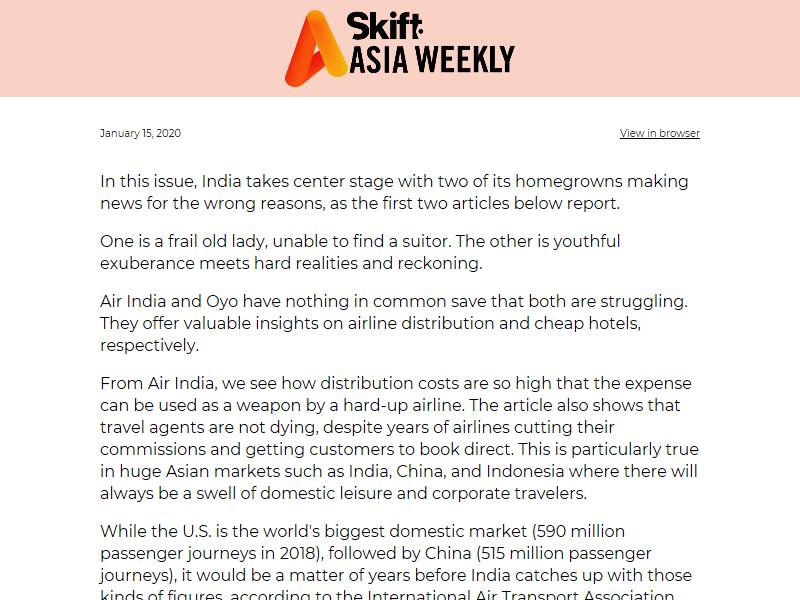 Skift
ASIA WEEKLY
January 15, 2020
View in browser
In this issue, India takes center stage with two of its homegrowns making
news for the wrong reasons, as the first two articles below report.
One is a frail old lady, unable to find a suitor. The other is youthful
exuberance meets hard realities and reckoning.
Air India and Oyo have nothing in common save that both are struggling.
They offer valuable insights on airline distribution and cheap hotels,
respectively.
From Air India, we see how distribution costs are so high that the expense
can be used as a weapon by a hard-up airline. The article also shows that
travel agents are not dying, despite years of airlines cutting their
commissions and getting customers to book direct. This is particularly true
in huge Asian markets such as India, China, and Indonesia where there will
always be a swell of domestic leisure and corporate travelers.
While the U.S. is the world's biggest domestic market (590 million
passenger journeys in 2018), followed by China (515 million passenger
journeys), it would be a matter of years before India catches up with those
kinds of figures, according to the International Air Transport Association